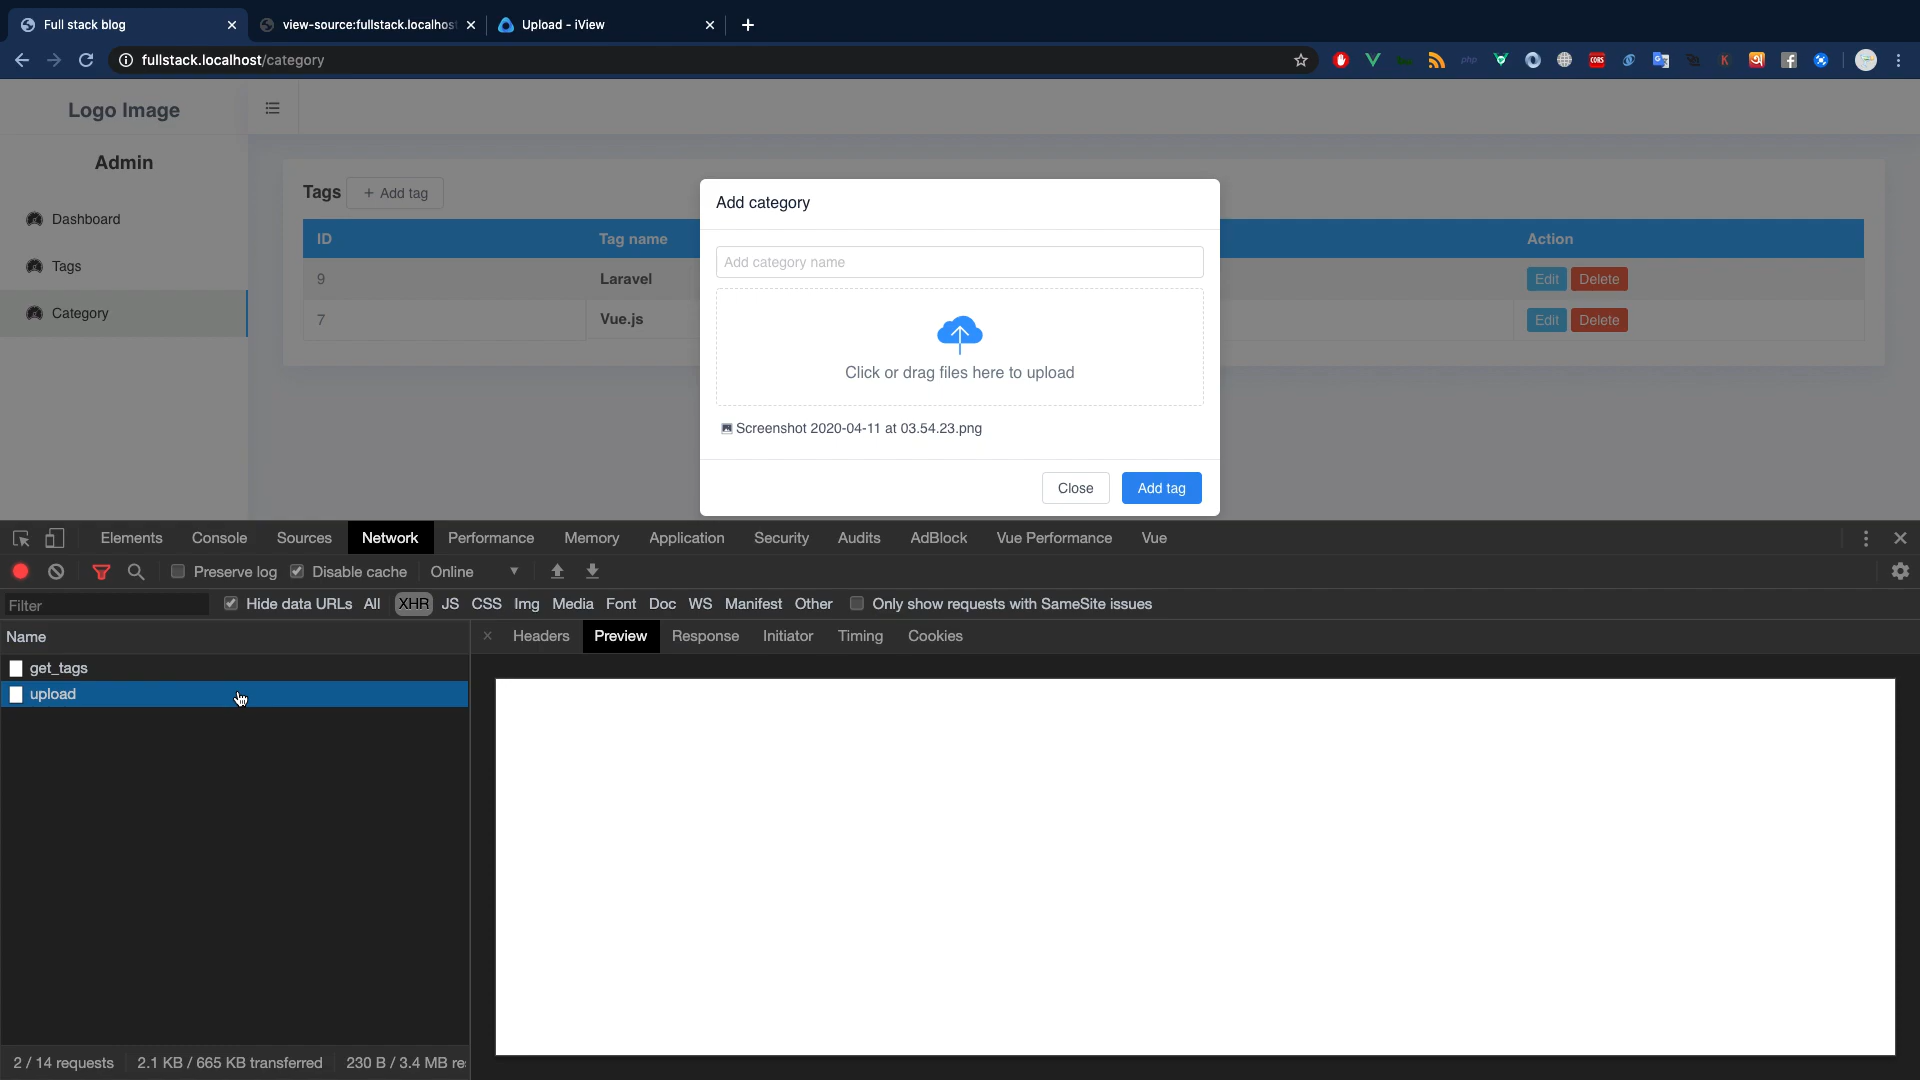 Full stack blog
view-source:fullstack.localhost
Upload - iView
fullstack.localhost/category
php
CORS
K
Logo Image
Admin
Dashboard
Tags
Category
Tags
+ Add tag
ID
Tag name
Action
9
Laravel
Edit
Delete
7
Vue.js
Edit
Delete
Add category
Add category name
Click or drag files here to upload
Screenshot 2020-04-11 at 03.54.23.png
Close
Add tag
Elements
Console
Sources
Network
Performance
Memory
Application
Security
Audits
AdBlock
Vue Performance
Vue
Preserve log
Disable cache
Online
Filter
Hide data URLs
All
XHR
JS
CSS
Img
Media
Font
Doc
WS
Manifest
Other
Only show requests with SameSite issues
Name
Headers
Preview
Response
Initiator
Timing
Cookies
get_tags
upload
2 / 14 requests
2.1 KB / 665 KB transferred
230 B / 3.4 MB re